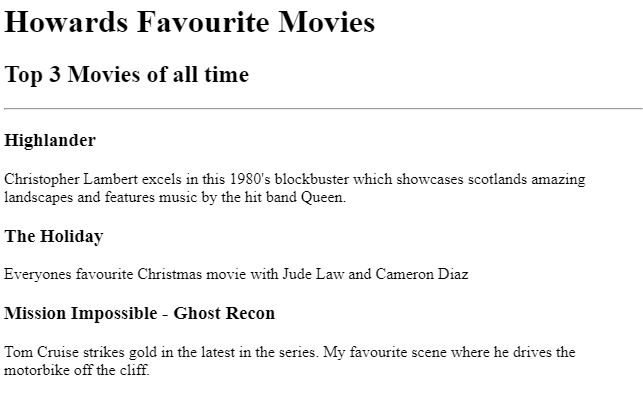 Howards Favourite Movies
Top 3 Movies of all time
Highlander
Christopher Lambert excels in this 1980's blockbuster which showcases scotlands amazing
landscapes and features music by the hit band Queen.
The Holiday
Everyones favourite Christmas movie with Jude Law and Cameron Diaz
Mission Impossible - Ghost Recon
Tom Cruise strikes gold in the latest in the series. My favourite scene where he drives the
motorbike off the cliff.